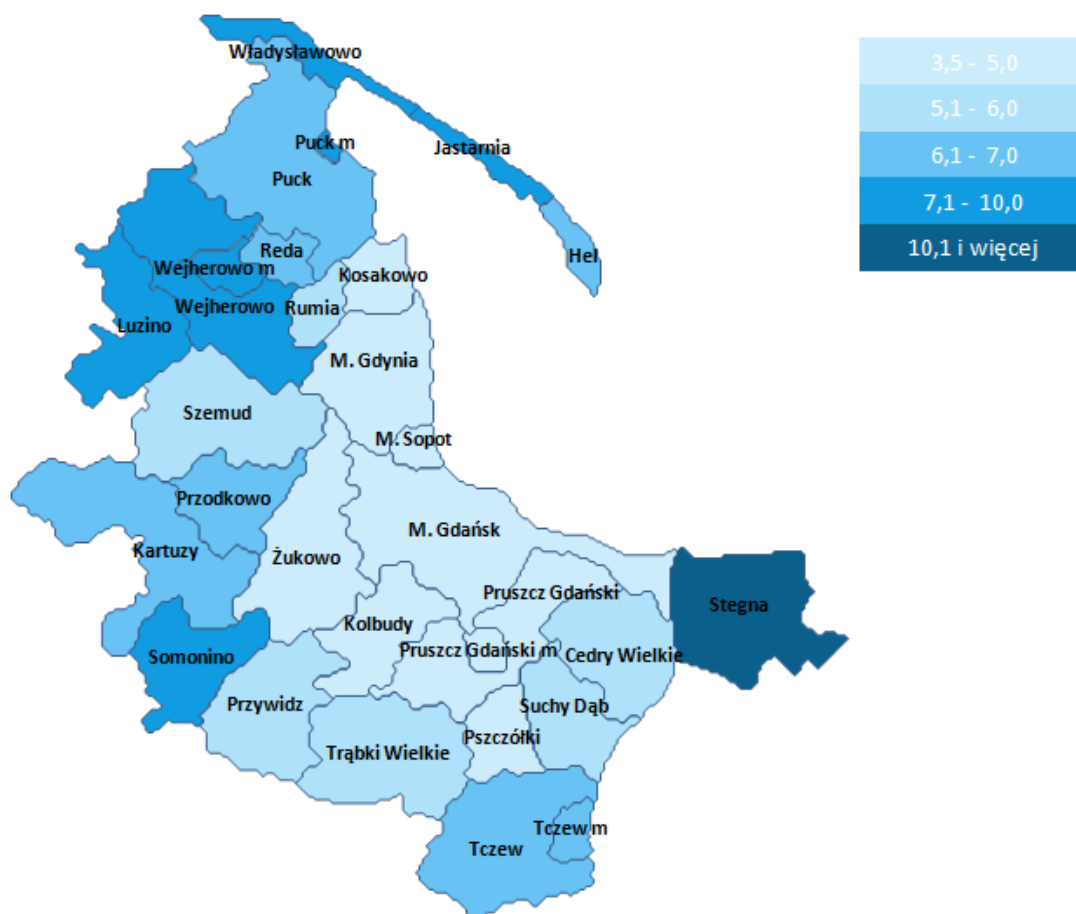 Władysławowo
3,5 - 5,0
5,1 - 6,0
6,1 - 7,0
7,1 - 10,0
10,1 i więcej
Puck m
Jastarnia
Puck
Reda
Hel
Wejherowo m
Kosakowo
Wejherowo
Rumia
Luzino
M. Gdynia
Szemud
M. Sopot
Przodkowo
M. Gdańsk
Kartuzy
Żukowo
Pruszcz Gdański
Stegna
Kolbudy
Pruszcz Gdański m
Cedry Wielkie
Somonino
Przywidz
Suchy Dąb
Pszczółki
Trąbki Wielkie
Tczew m
Tczew